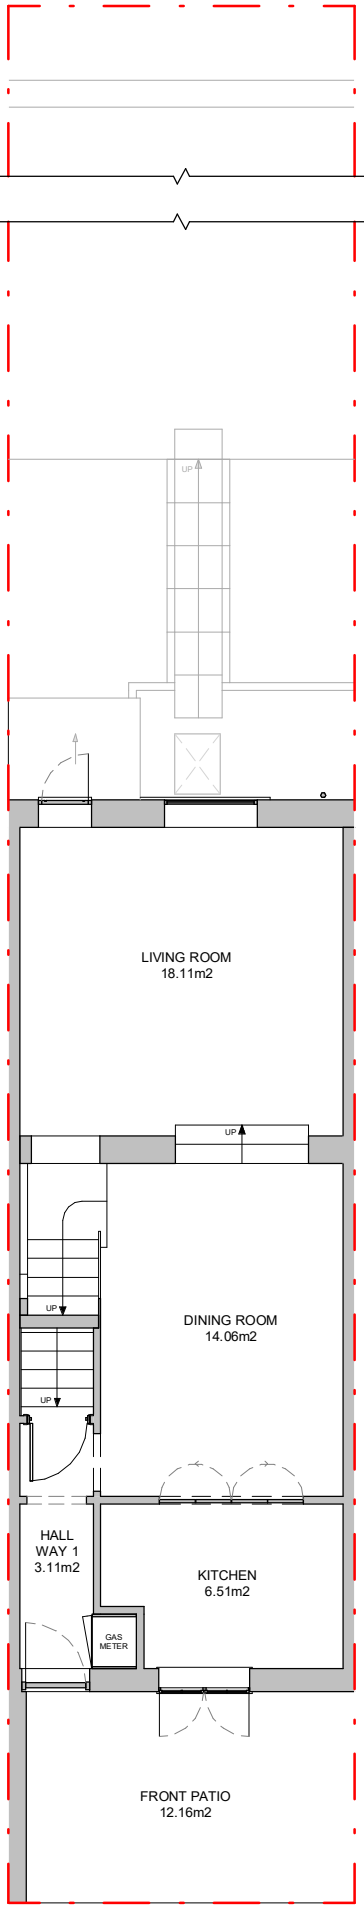 UP
LIVING ROOM
18.11m2
UP
DINING ROOM
14.06m2
UP
UP
HALL
WAY 1
3.11m2
KITCHEN
6.51m2
GAS
METER
FRONT PATIO
12.16m2